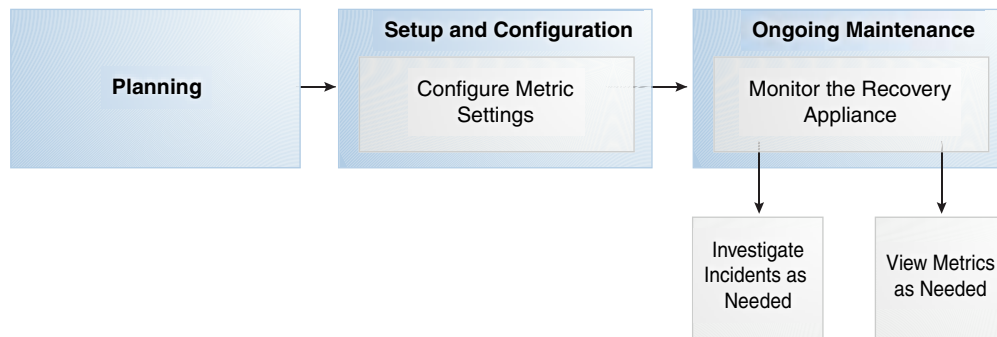 Planning
Setup and Configuration
Configure Metric
Settings
Ongoing Maintenance
Monitor the Recovery
Appliance
Investigate
Incidents as
Needed
View Metrics
as Needed